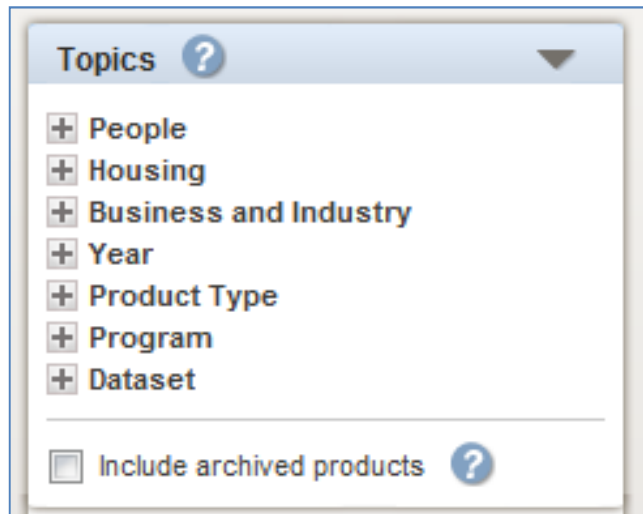 Topics ?
People
Housing
Business and Industry
Year
Product Type
Program
Dataset
Include archived products ?